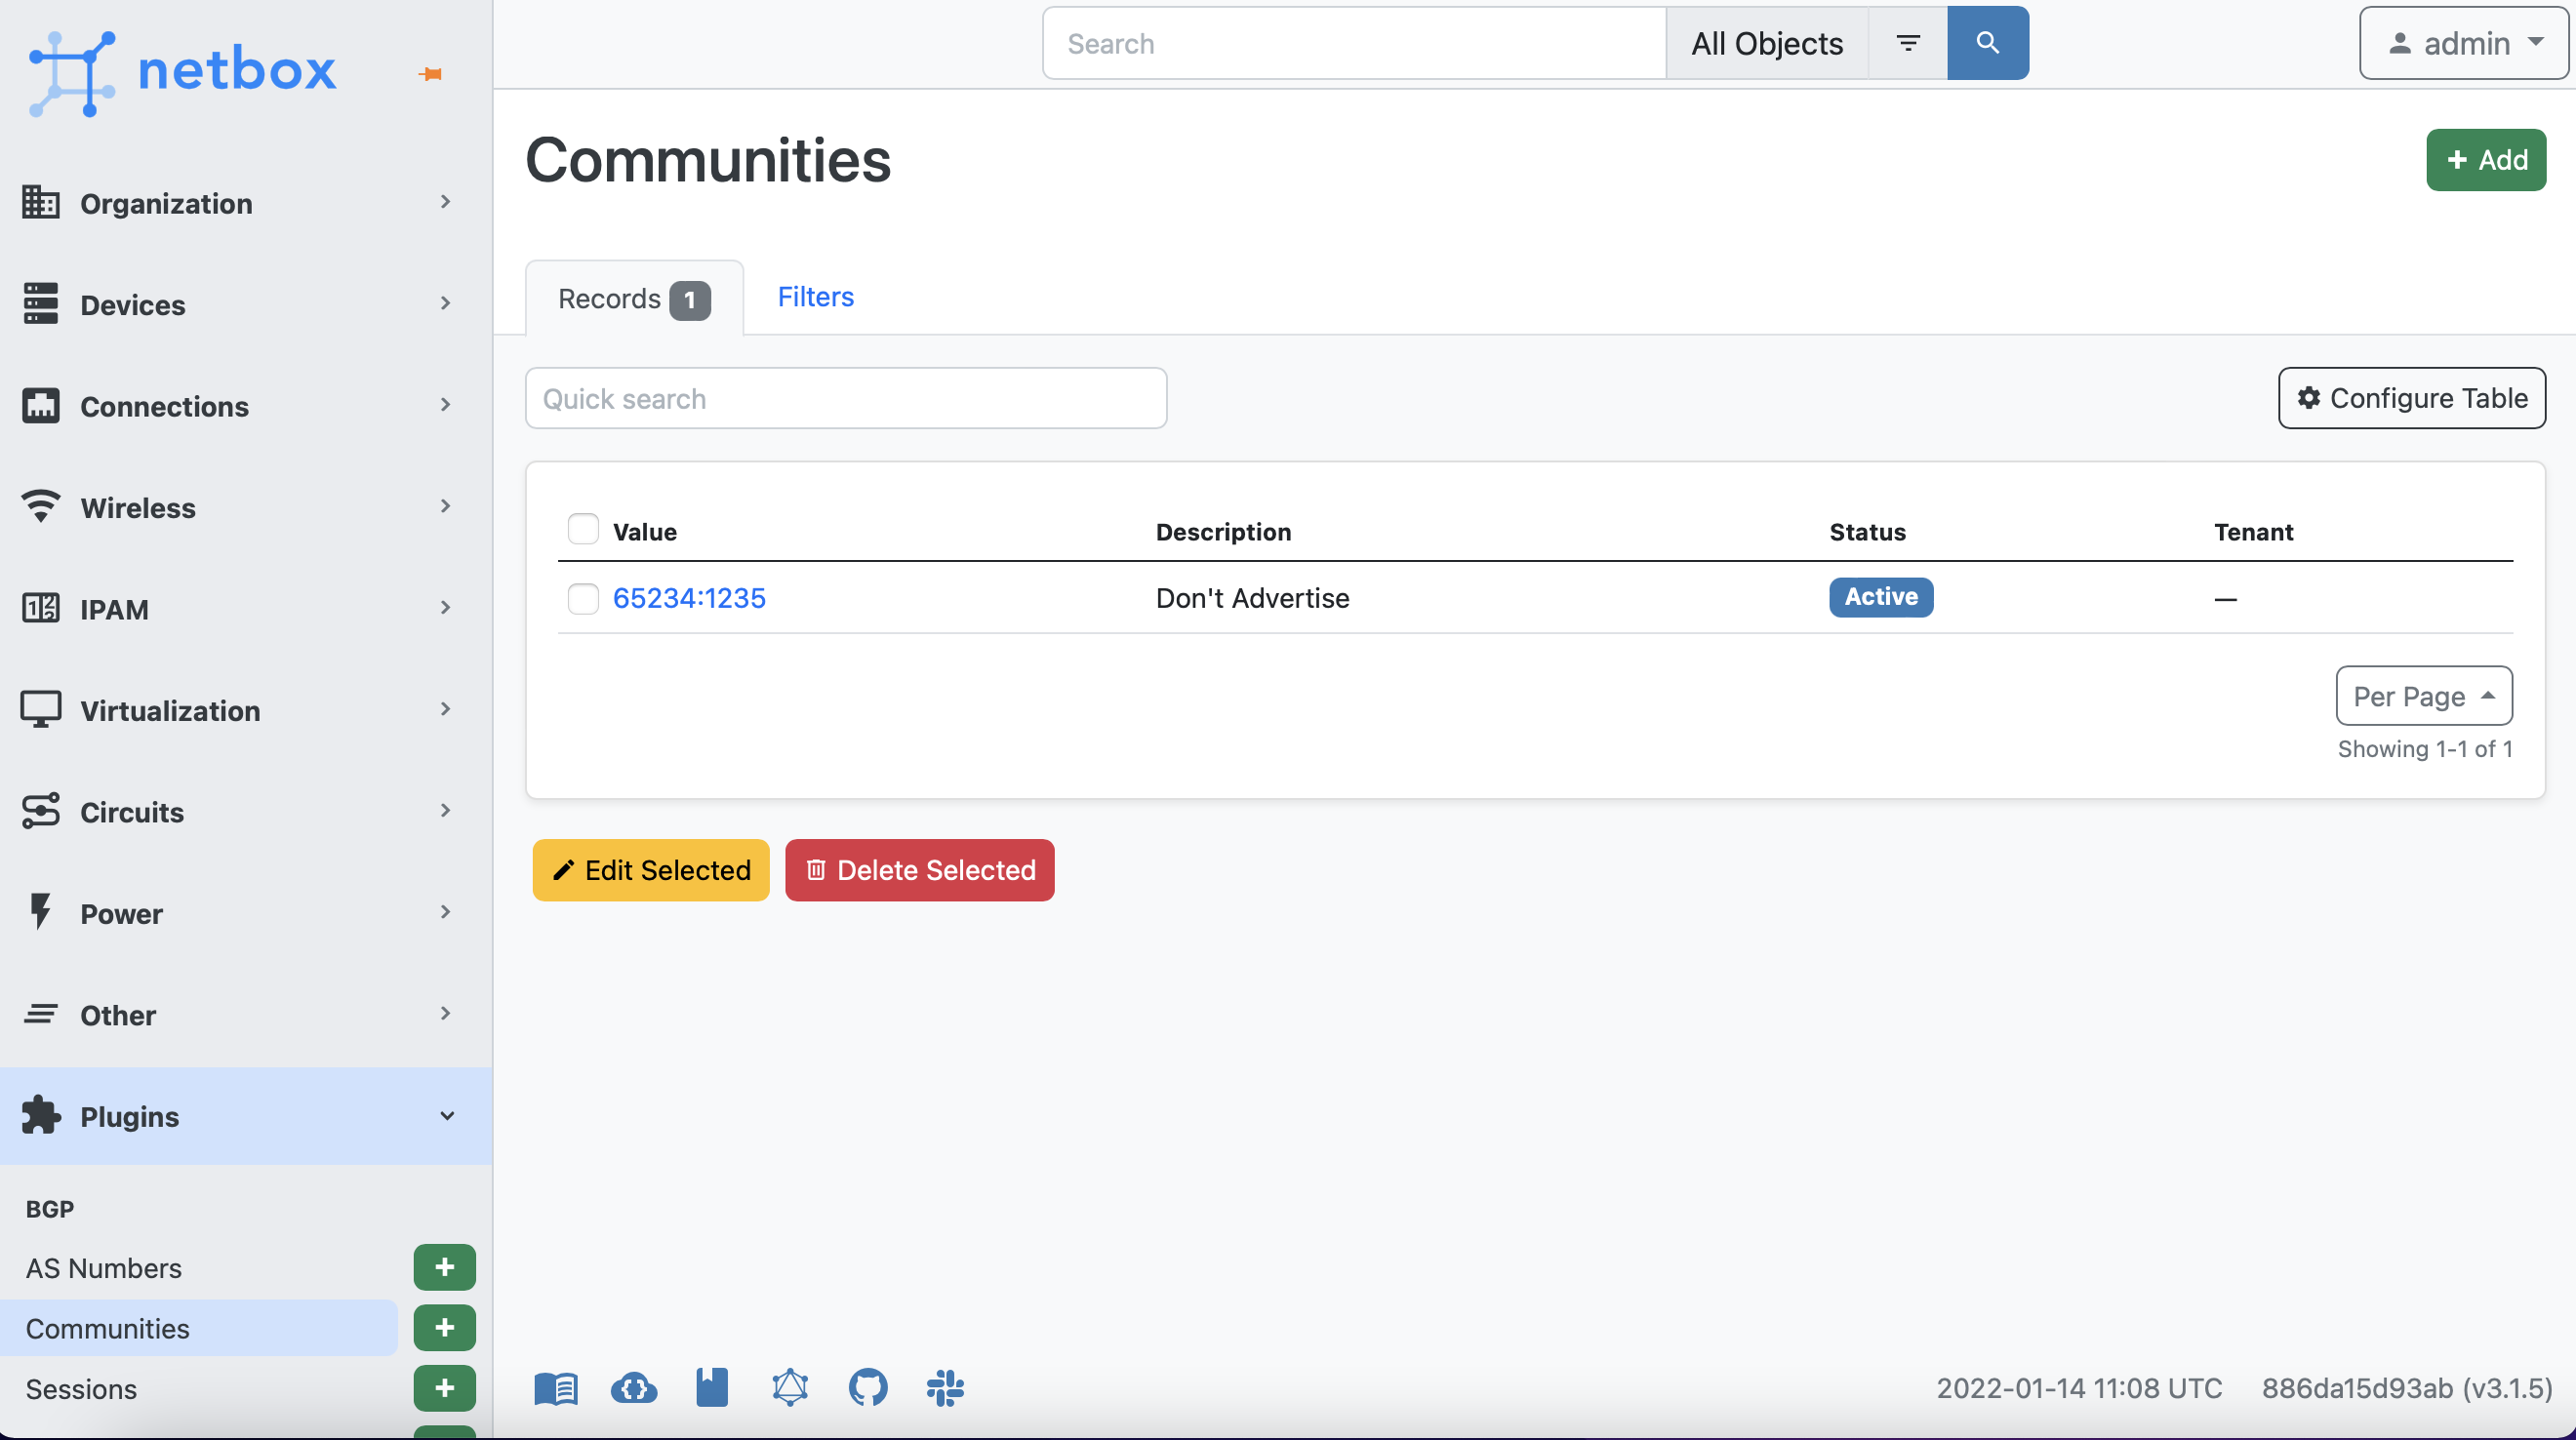 netbox
Search
All Objects
admin
Organization
Devices
Connections
Wireless
IPAM
Virtualization
Circuits
Power
Other
Plugins
BGP
AS Numbers
+
Communities
+
Sessions
+
Communities
+ Add
Records 1
Filters
Quick search
Configure Table
Value Description Status Tenant
65234:1235 Don't Advertise Active —
Per Page
Showing 1-1 of 1
Edit Selected
Delete Selected
2022-01-14 11:08 UTC 886da15d93ab (v3.1.5)